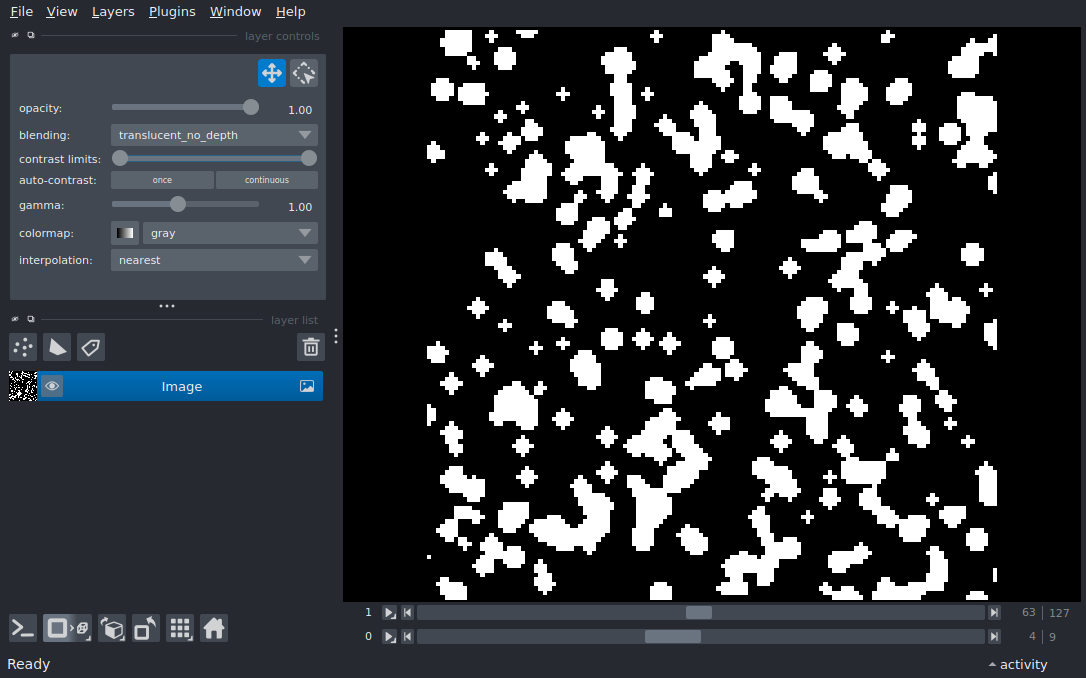 File View Layers Plugins Window Help
layer controls
opacity: 1.00
blending: translucent_no_depth
contrast limits:
auto-contrast: once continuous
gamma: 1.00
colormap: gray
interpolation: nearest
layer list
Image
1 63 127
0 4 9
Ready activity